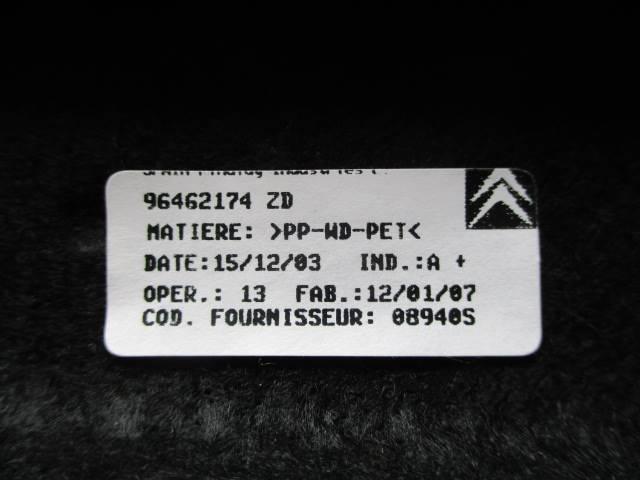 96462174 ZD
MATIERE: >PP-WD-PET<
DATE:15/12/03 IND.:A +
OPER.: 13 FAB.:12/01/07
COD. FOURNISSEUR: 08940S